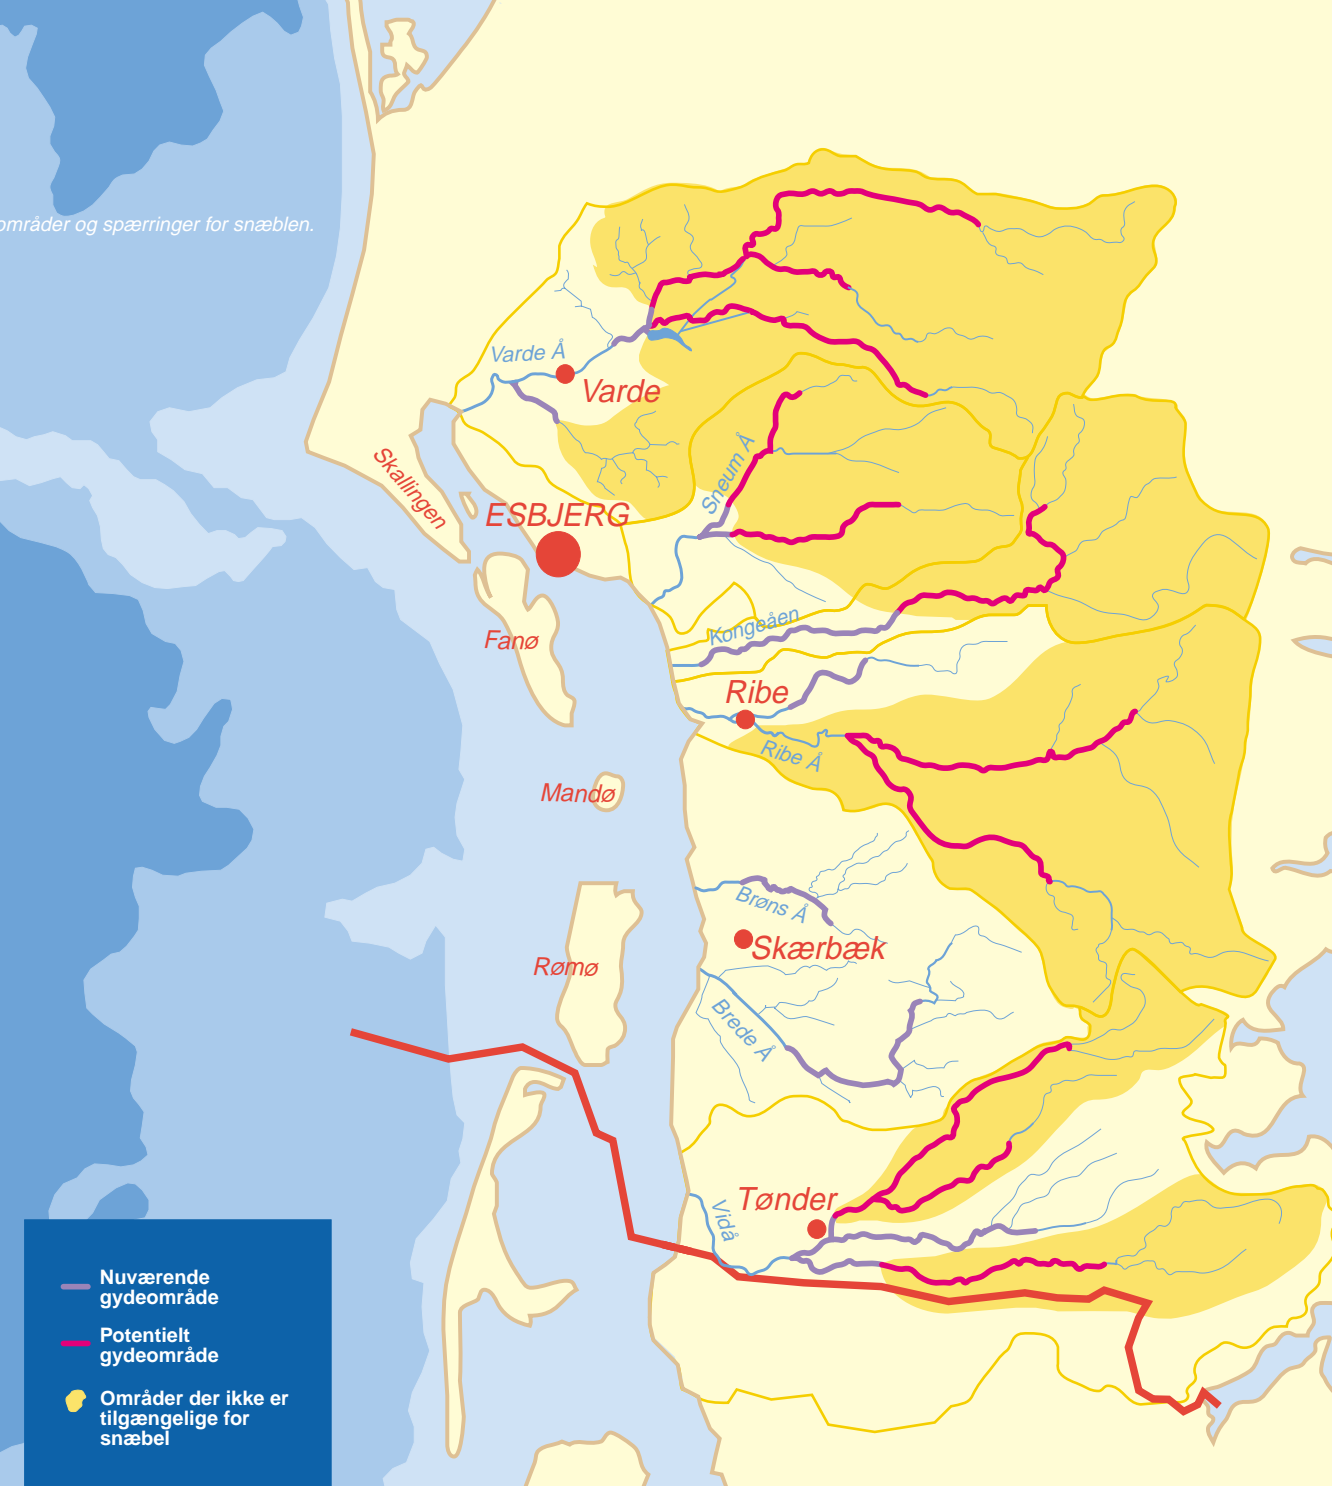 områder og spærringer for snæblen.
Varde Å
Varde
Skallingen
Sneum Å
ESBJERG
Kongeåen
Fanø
Ribe
Ribe Å
Mandø
Brøns Å
Skærbæk
Rømø
Brede Å
Tønder
Vidå
Nuværende
gydeområde
Potentielt
gydeområde
Områder der ikke er
tilgængelige for
snæbel